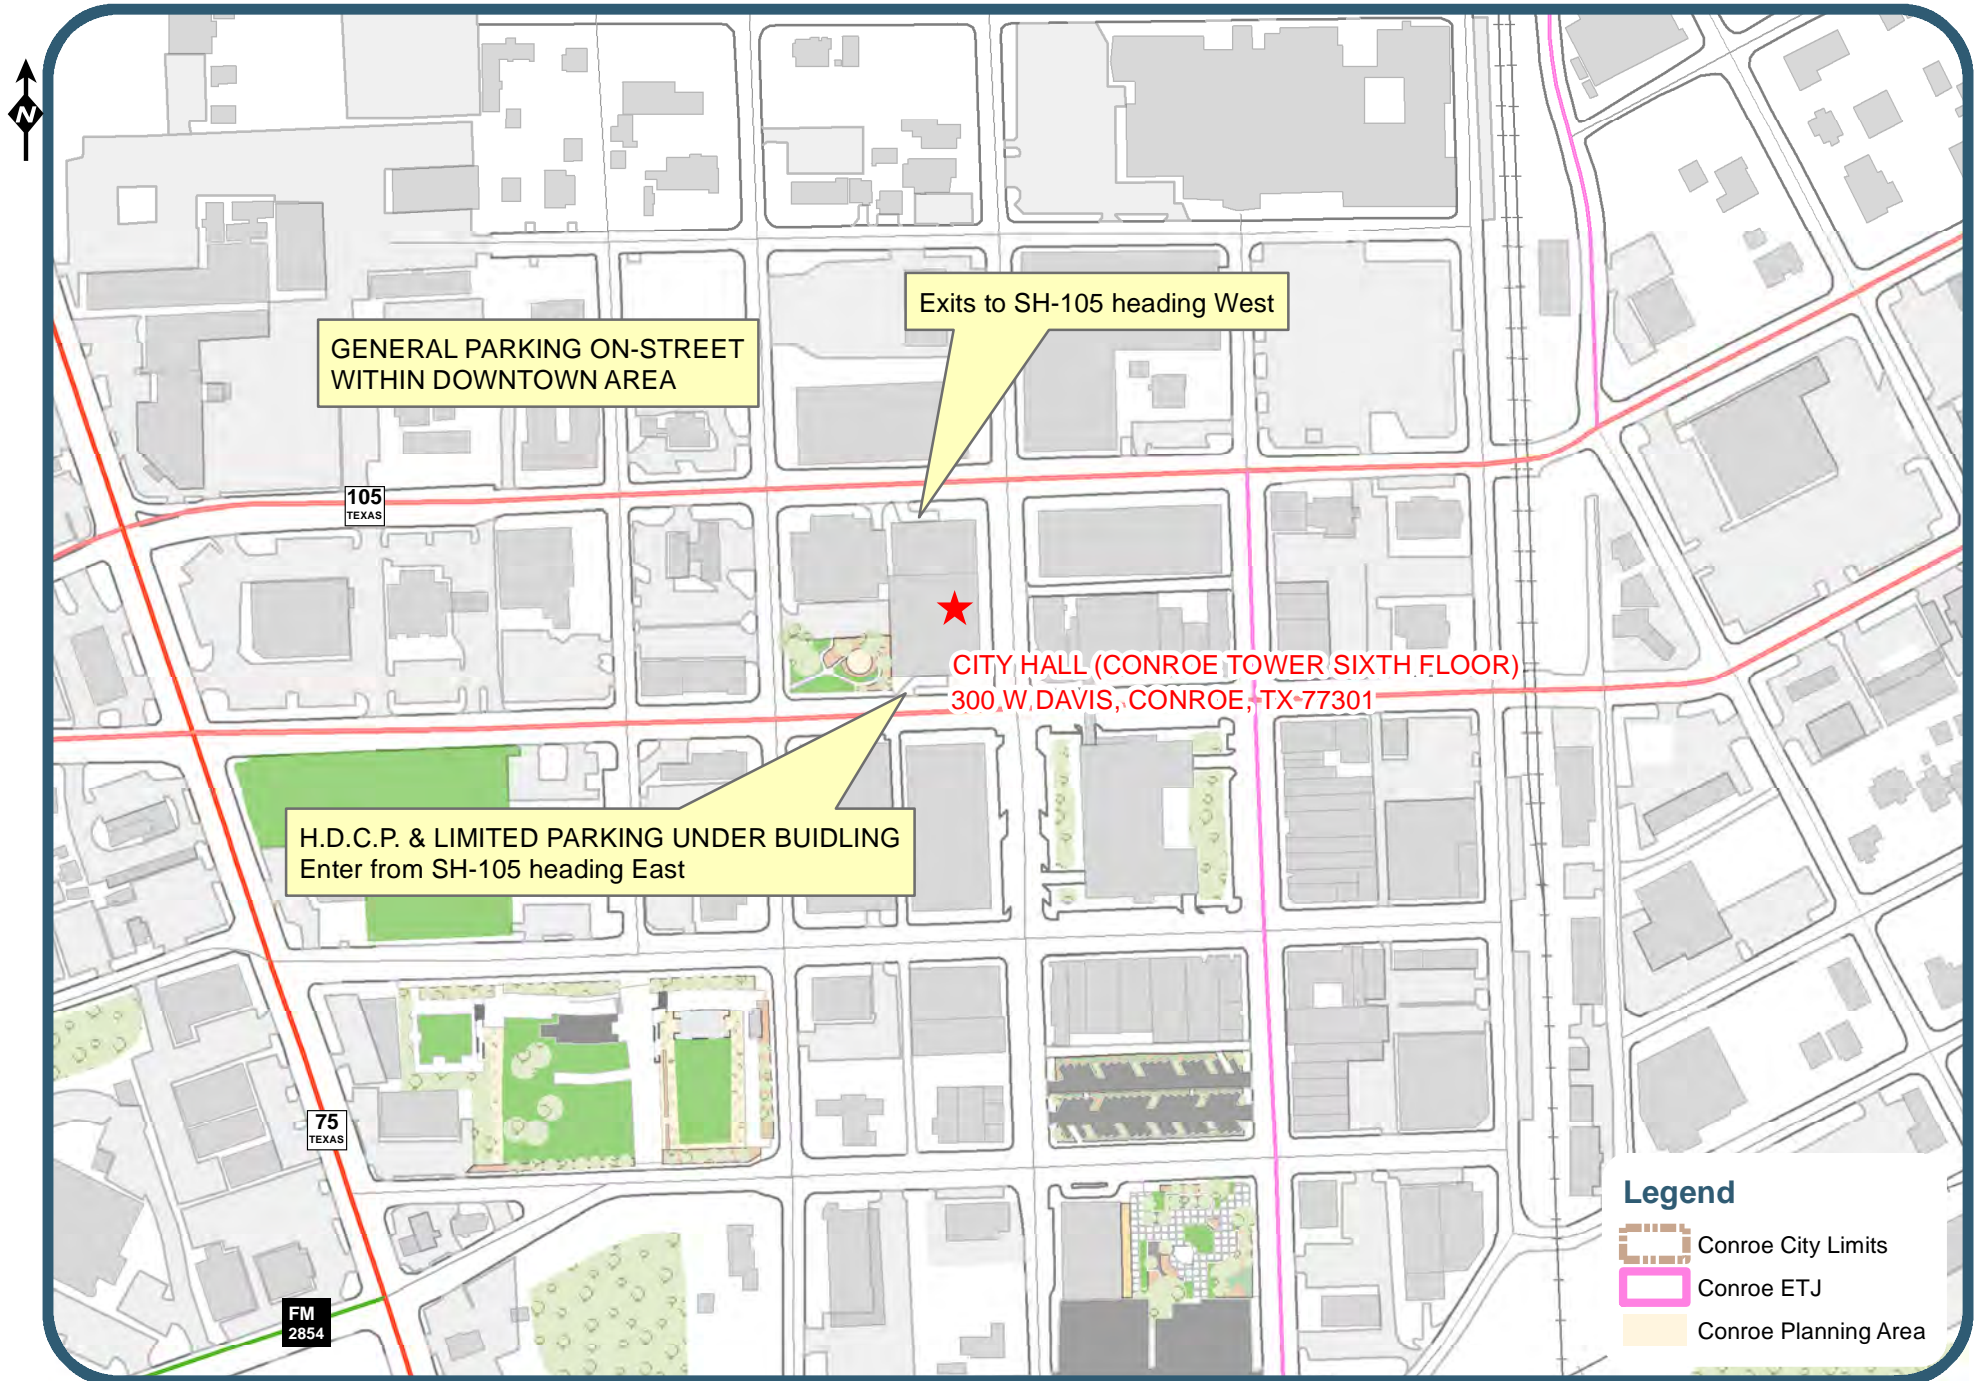 N
Exits to SH-105 heading West
GENERAL PARKING ON-STREET
WITHIN DOWNTOWN AREA
105
TEXAS
CITY HALL (CONROE TOWER SIXTH FLOOR)
300 W DAVIS, CONROE, TX 77301
H.D.C.P. & LIMITED PARKING UNDER BUIDLING
Enter from SH-105 heading East
75
TEXAS
FM
2854
Legend
Conroe City Limits
Conroe ETJ
Conroe Planning Area